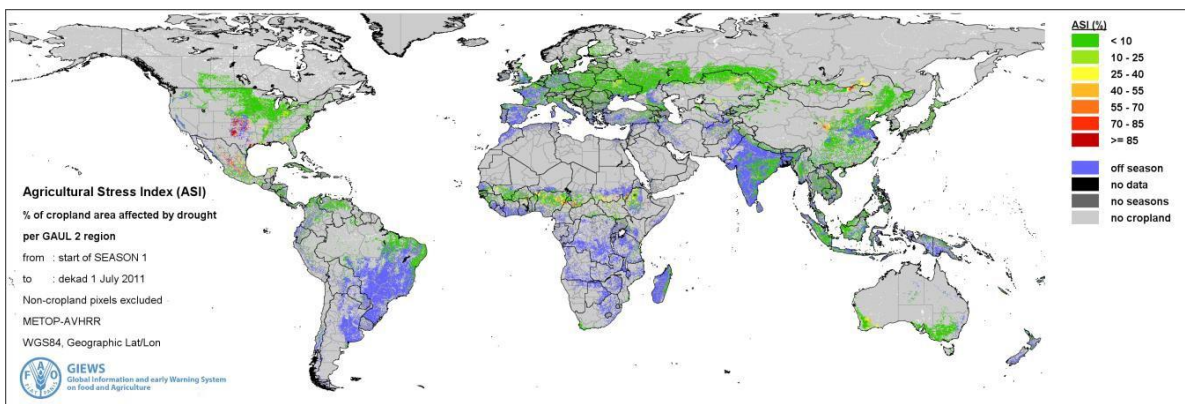 ASI (%)
< 10
10 - 25
25 - 40
40 - 55
55 - 70
70 - 85
>= 85
off season
no data
no seasons
no cropland
Agricultural Stress Index (ASI)
% of cropland area affected by drought
per GAUL 2 region
from : start of SEASON 1
to : dekad 1 July 2011
Non-cropland pixels excluded
METOP-AVHRR
WGS84, Geographic Lat/Lon
F A O
FIAT PANIS
GIEWS
Global Information and early Warning System
on food and Agriculture